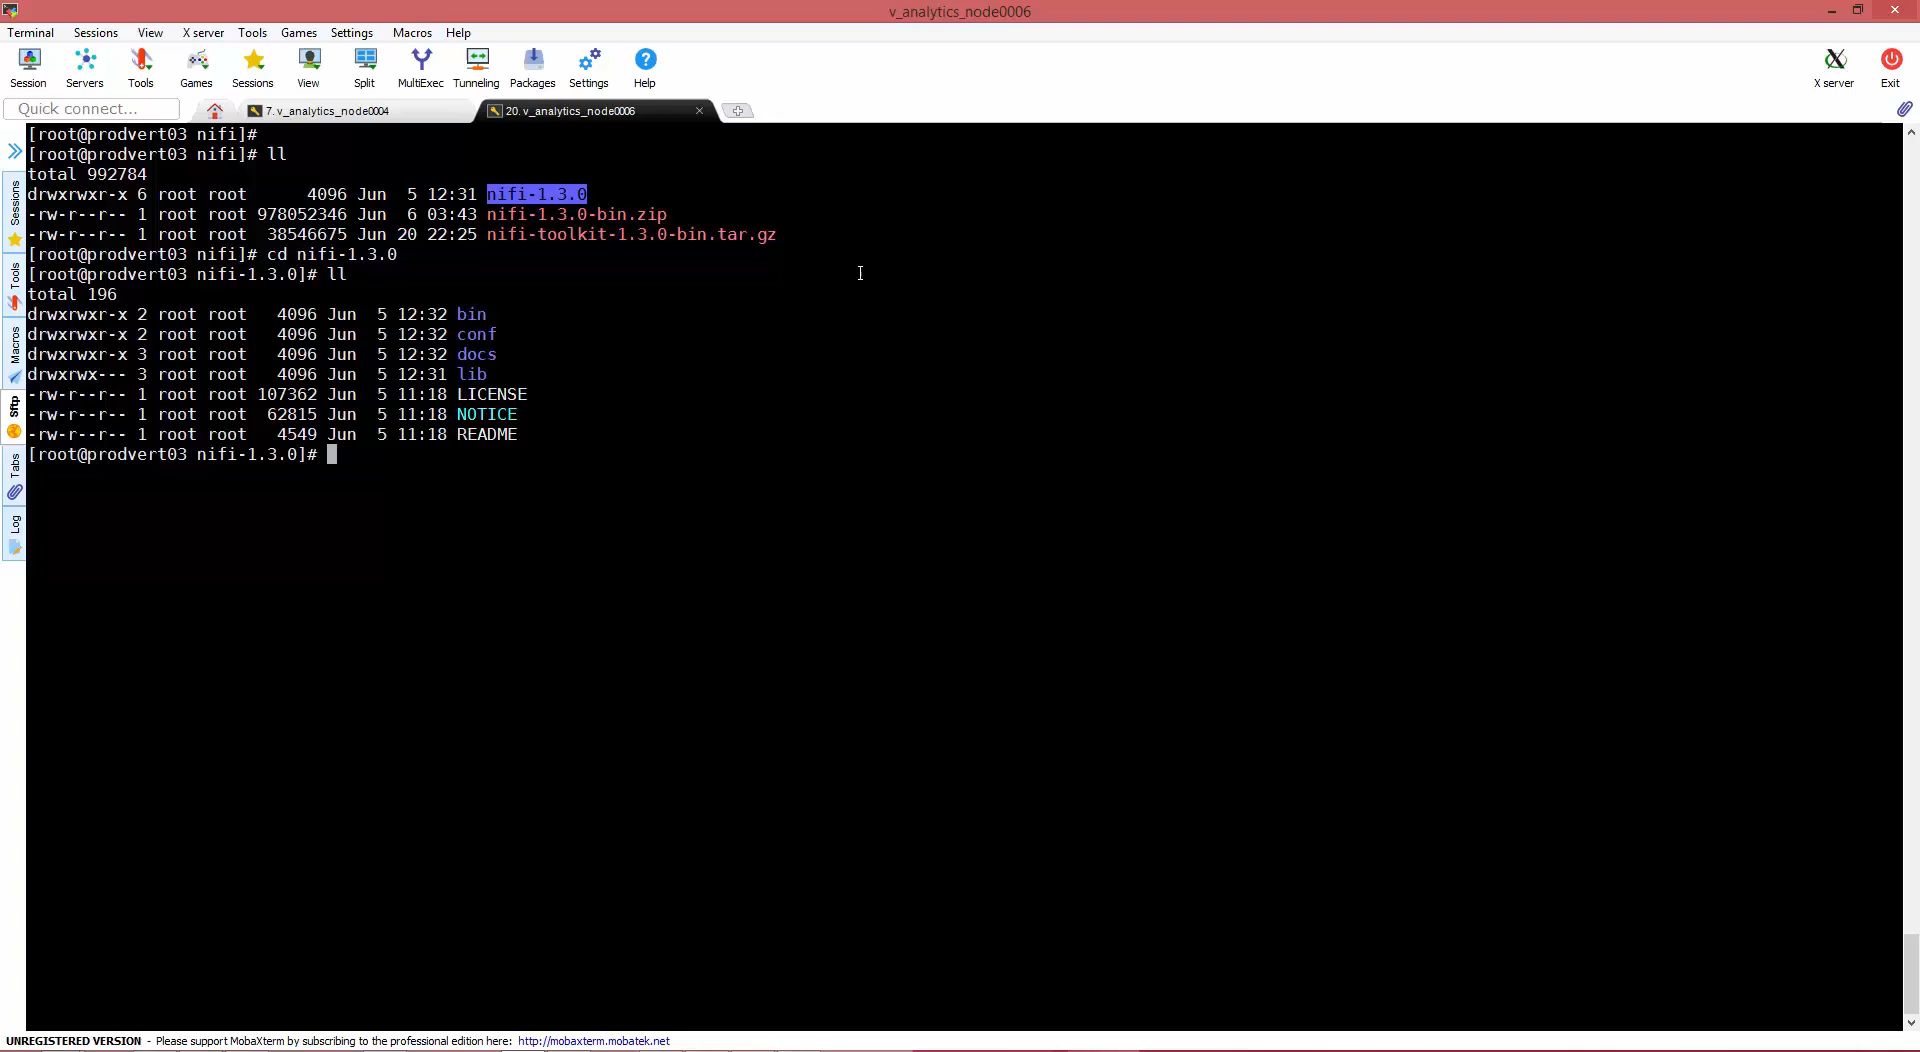 v_analytics_node0006
Terminal Sessions View X server Tools Games Settings Macros Help
Session Servers Tools Games Sessions View Split MultiExec Tunneling Packages Settings Help X server Exit
Quick connect... 7. v_analytics_node0004 20. v_analytics_node0006
[root@prodvert03 nifi]#
[root@prodvert03 nifi]# ll
total 992784
drwxrwxr-x 6 root root      4096 Jun  5 12:31 nifi-1.3.0
-rw-r--r-- 1 root root 978052346 Jun  6 03:43 nifi-1.3.0-bin.zip
-rw-r--r-- 1 root root  38546675 Jun 20 22:25 nifi-toolkit-1.3.0-bin.tar.gz
[root@prodvert03 nifi]# cd nifi-1.3.0
[root@prodvert03 nifi-1.3.0]# ll
total 196
drwxrwxr-x 2 root root   4096 Jun  5 12:32 bin
drwxrwxr-x 2 root root   4096 Jun  5 12:32 conf
drwxrwxr-x 3 root root   4096 Jun  5 12:32 docs
drwxrwx--- 3 root root   4096 Jun  5 12:31 lib
-rw-r--r-- 1 root root 107362 Jun  5 11:18 LICENSE
-rw-r--r-- 1 root root  62815 Jun  5 11:18 NOTICE
-rw-r--r-- 1 root root   4549 Jun  5 11:18 README
[root@prodvert03 nifi-1.3.0]#
Sessions
Tools
Macros
Sftp
Tabs
Log
UNREGISTERED VERSION - Please support MobaXterm by subscribing to the professional edition here: http://mobaxterm.mobatek.net